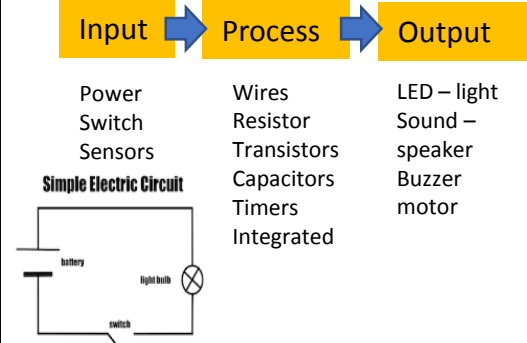 Input
Process
Output
Power
Switch
Sensors
Wires
Resistor
Transistors
Capacitors
Timers
Integrated
LED – light
Sound –
speaker
Buzzer
motor
Simple Electric Circuit
battery
light bulb
switch